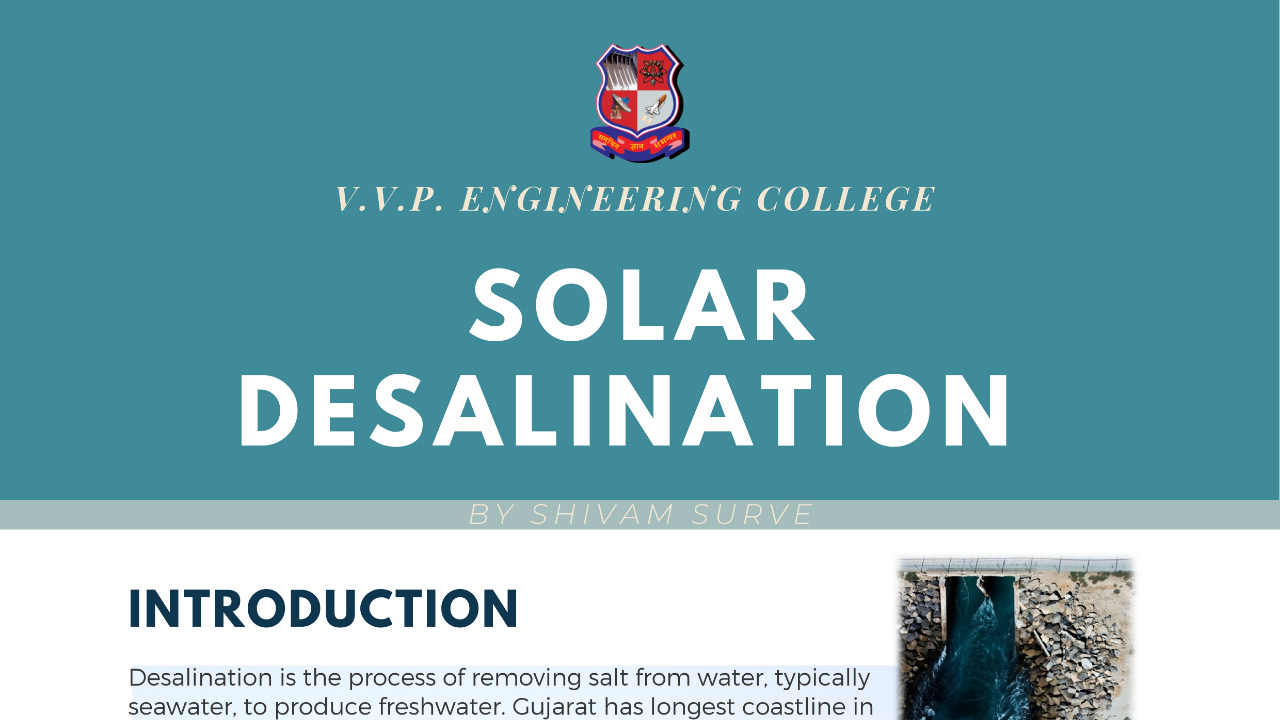 समुचित ज्ञान
V.V.P. ENGINEERING COLLEGE
SOLAR
DESALINATION
BY SHIVAM SURVE
INTRODUCTION
Desalination is the process of removing salt from water, typically
seawater, to produce freshwater. Gujarat has longest coastline in